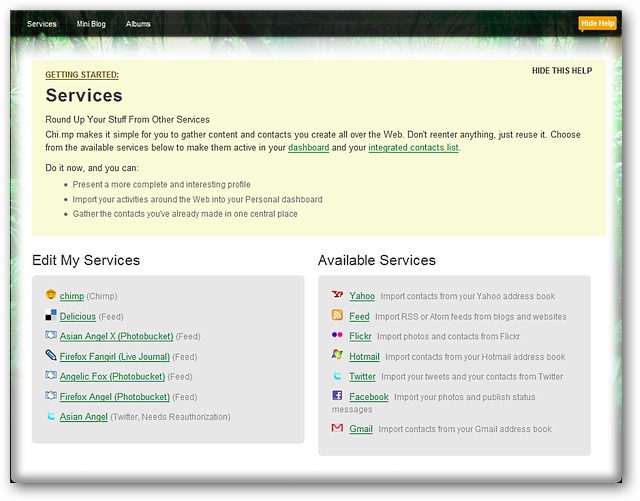 Services Mini Blog Albums Hide Help
GETTING STARTED: HIDE THIS HELP
Services
Round Up Your Stuff From Other Services
Chi.mp makes it simple for you to gather content and contacts you create all over the Web. Don't reenter anything, just reuse it. Choose
from the available services below to make them active in your dashboard and your integrated contacts list.
Do it now, and you can:
• Present a more complete and interesting profile
• Import your activities around the Web into your Personal dashboard
• Gather the contacts you've already made in one central place
Edit My Services
chimp (Chimp)
Delicious (Feed)
Asian Angel X (Photobucket) (Feed)
Firefox Fangirl (Live Journal) (Feed)
Angelic Fox (Photobucket) (Feed)
Firefox Angel (Photobucket) (Feed)
Asian Angel (Twitter, Needs Reauthorization)
Available Services
Yahoo Import contacts from your Yahoo address book
Feed Import RSS or Atom feeds from blogs and websites
Flickr Import photos and contacts from Flickr
Hotmail Import contacts from your Hotmail address book
Twitter Import your tweets and your contacts from Twitter
Facebook Import your photos and publish status
messages
Gmail Import contacts from your Gmail address book